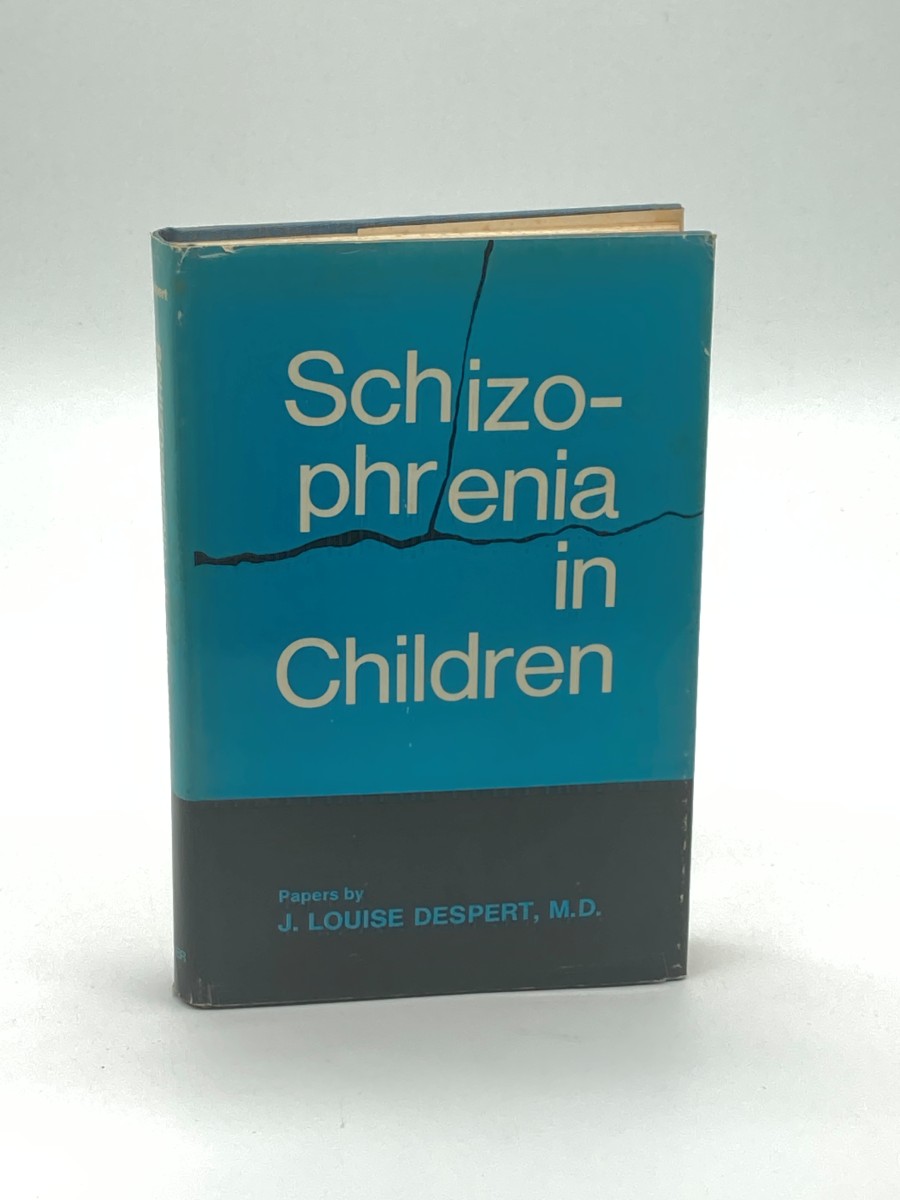 Schizo-
phrenia
in
Children
Papers by
J. LOUISE DESPERT, M.D.